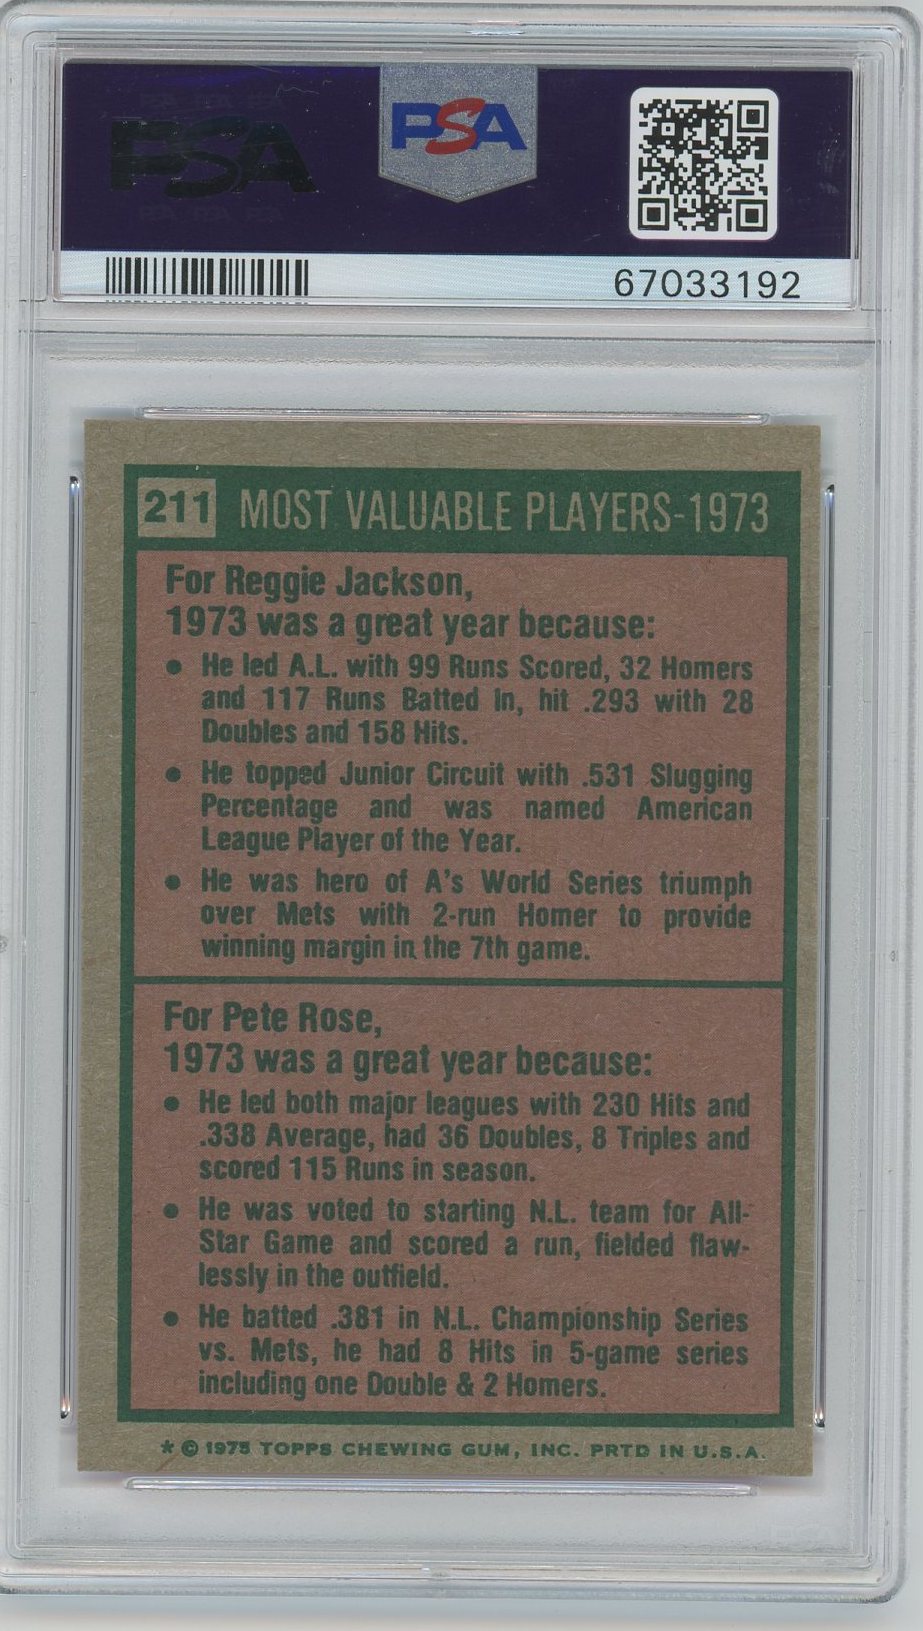 PSA
PSA
67033192
211 MOST VALUABLE PLAYERS-1973
For Reggie Jackson,
1973 was a great year because:
• He led A.L. with 99 Runs Scored, 32 Homers
and 117 Runs Batted In, hit .293 with 28
Doubles and 158 Hits.
• He topped Junior Circuit with .531 Slugging
Percentage and was named American
League Player of the Year.
• He was hero of A's World Series triumph
over Mets with 2-run Homer to provide
winning margin in the 7th game.
For Pete Rose,
1973 was a great year because:
• He led both major leagues with 230 Hits and
.338 Average, had 36 Doubles, 8 Triples and
scored 115 Runs in season.
• He was voted to starting N.L. team for All-
Star Game and scored a run, fielded flaw-
lessly in the outfield.
• He batted .381 in N.L. Championship Series
vs. Mets, he had 8 Hits in 5-game series
including one Double & 2 Homers.
* © 1975 TOPPS CHEWING GUM, INC. PRTD IN U.S.A.